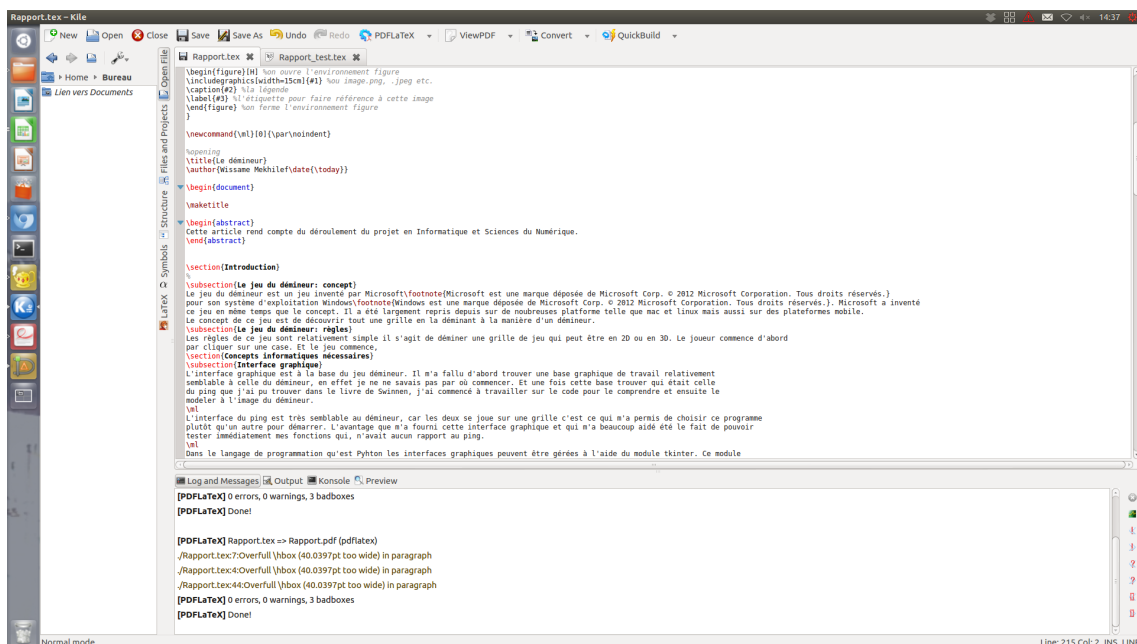 Rapport.tex – Kile
14:37
New Open Close Save Save As Undo Redo PDFLaTeX ViewPDF Convert QuickBuild
Home Bureau
Lien vers Documents
Open File
Files and Projects
Structure
Symbols
LaTeX
Rapport.tex Rapport_test.tex
\begin{figure}[H] %on ouvre l'environnement figure
\includegraphics[width=15cm]{#1} %ou image.png, .jpeg etc.
\caption{#2} %la légende
\label{#3} %l'étiquette pour faire référence à cette image
\end{figure} %on ferme l'environnement figure
}
\newcommand{\ml}[0]{\par\noindent}
%opening
\title{Le démineur}
\author{Wissame Mekhilef\date{\today}}
\begin{document}
\maketitle
\begin{abstract}
Cette article rend compte du déroulement du projet en Informatique et Sciences du Numérique.
\end{abstract}
\section{Introduction}
%
\subsection{Le jeu du démineur: concept}
Le jeu du démineur est un jeu inventé par Microsoft\footnote{Microsoft est une marque déposée de Microsoft Corp. © 2012 Microsoft Corporation. Tous droits réservés.}
pour son système d'exploitation Windows\footnote{Windows est une marque déposée de Microsoft Corp. © 2012 Microsoft Corporation. Tous droits réservés.}. Microsoft a inventé
ce jeu en même temps que le concept. Il a été largement repris depuis sur de noubreuses platforme telle que mac et linux mais aussi sur des plateformes mobile.
Le concept de ce jeu est de découvrir tout une grille en la déminant à la manière d'un démineur.
\subsection{Le jeu du démineur: règles}
Les règles de ce jeu sont relativement simple il s'agit de déminer une grille de jeu qui peut être en 2D ou en 3D. Le joueur commence d'abord
par cliquer sur une case. Et le jeu commence,
\section{Concepts informatiques nécessaires}
\subsection{Interface graphique}
L'interface graphique est à la base du jeu démineur. Il m'a fallu d'abord trouver une base graphique de travail relativement
semblable à celle du démineur, en effet je ne ne savais pas par où commencer. Et une fois cette base trouver qui était celle
du ping que j'ai pu trouver dans le livre de Swinnen, j'ai commencé à travailler sur le code pour le comprendre et ensuite le
modeler à l'image du démineur.
\ml
L'interface du ping est très semblable au démineur, car les deux se joue sur une grille c'est ce qui m'a permis de choisir ce programme
plutôt qu'un autre pour démarrer. L'avantage que m'a fourni cette interface graphique et qui m'a beaucoup aidé été le fait de pouvoir
tester immédiatement mes fonctions qui, n'avait aucun rapport au ping.
\ml
Dans le langage de programmation qu'est Pyhton les interfaces graphiques peuvent être gérées à l'aide du module tkinter. Ce module
Log and Messages Output Konsole Preview
[PDFLaTeX] 0 errors, 0 warnings, 3 badboxes
[PDFLaTeX] Done!
[PDFLaTeX] Rapport.tex => Rapport.pdf (pdflatex)
./Rapport.tex:7:Overfull \hbox (40.0397pt too wide) in paragraph
./Rapport.tex:4:Overfull \hbox (40.0397pt too wide) in paragraph
./Rapport.tex:44:Overfull \hbox (40.0397pt too wide) in paragraph
[PDFLaTeX] 0 errors, 0 warnings, 3 badboxes
[PDFLaTeX] Done!
Normal mode
Line: 215 Col: 2 INS LINE